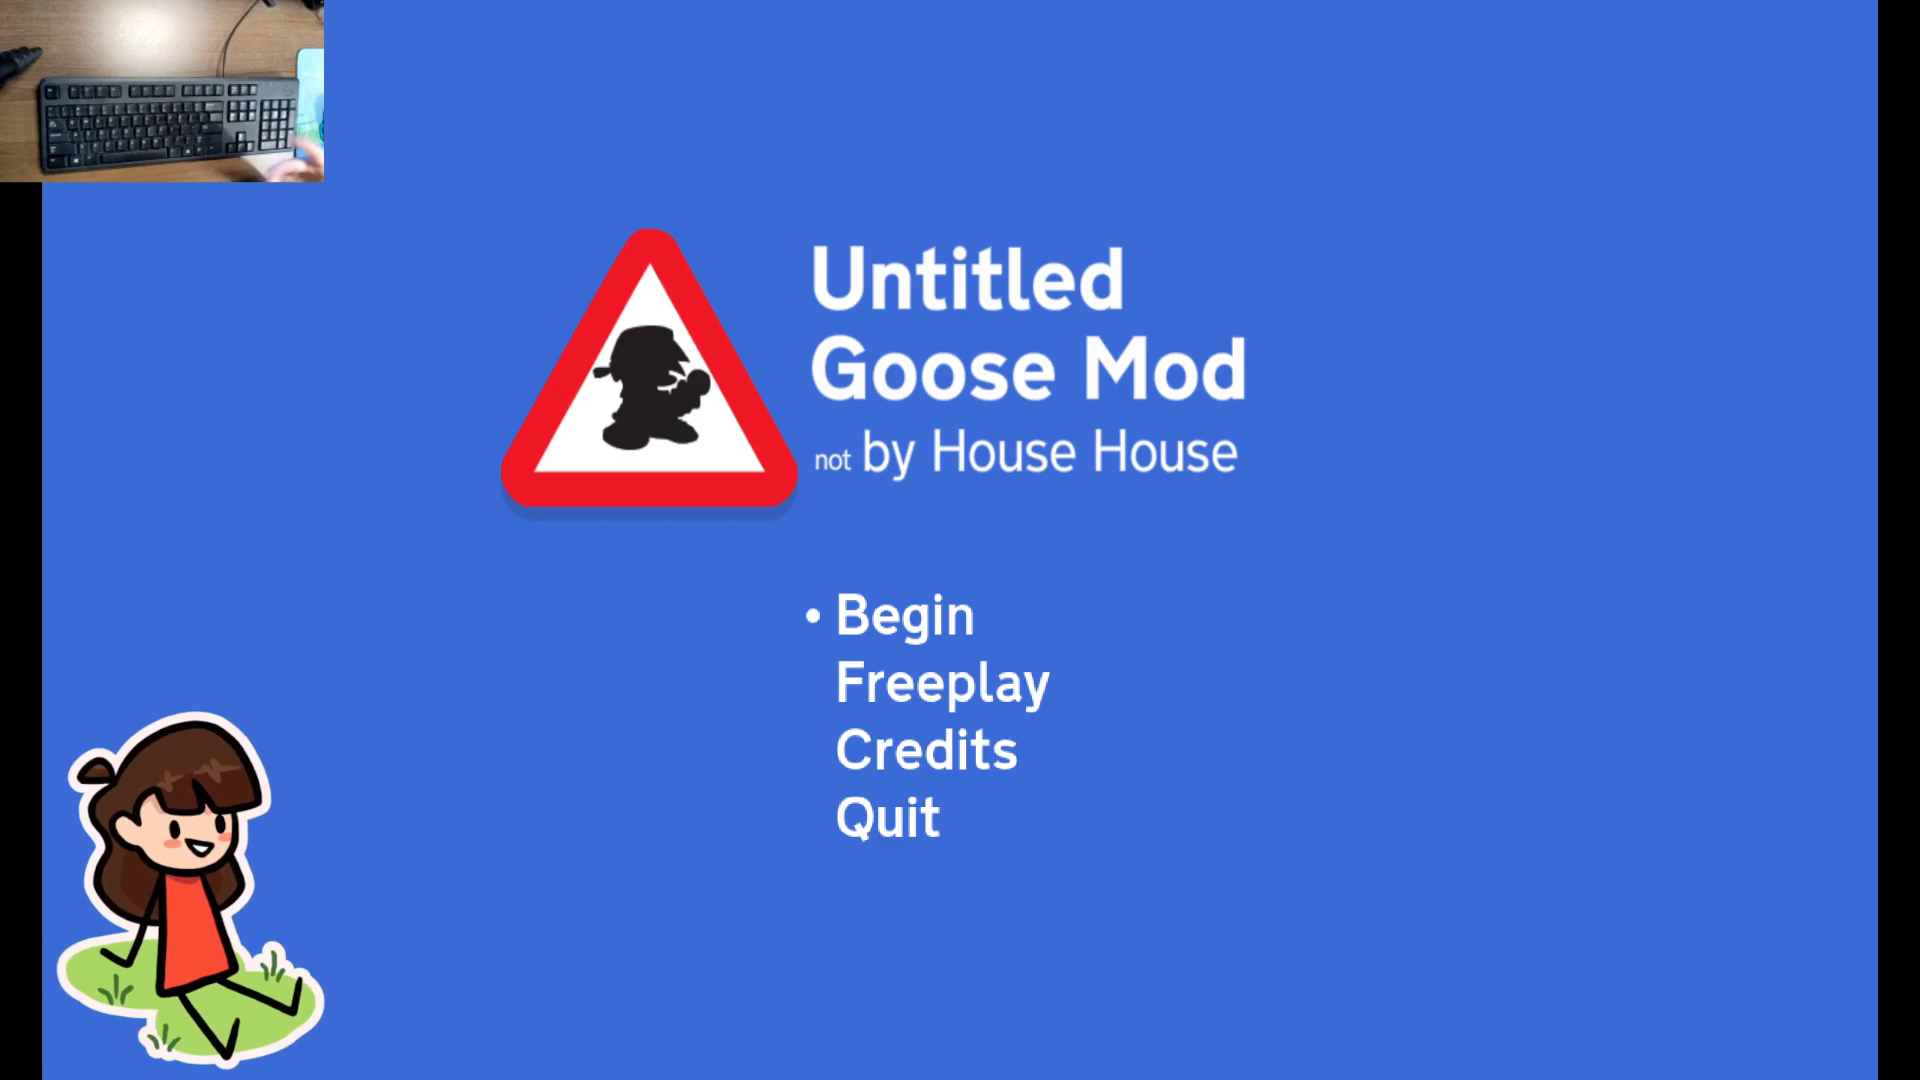 Untitled
Goose Mod
not by House House
• Begin
Freeplay
Credits
Quit